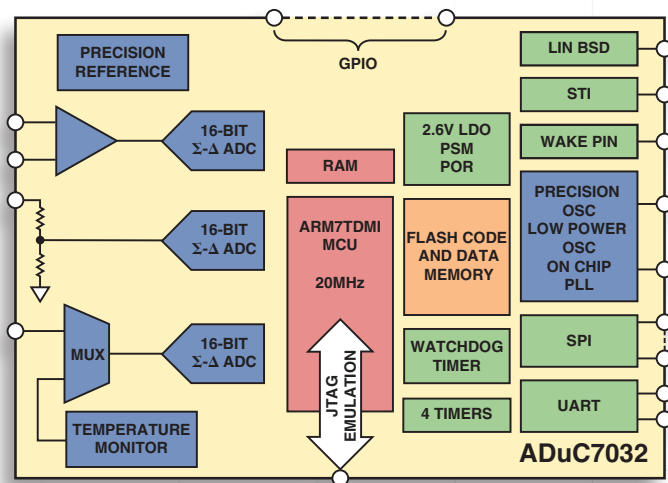 GPIO
PRECISION
REFERENCE
16-BIT
Σ-Δ ADC
16-BIT
Σ-Δ ADC
MUX
16-BIT
Σ-Δ ADC
TEMPERATURE
MONITOR
RAM
ARM7TDMI
MCU
20MHz
JTAG
EMULATION
2.6V LDO
PSM
POR
FLASH CODE
AND DATA
MEMORY
WATCHDOG
TIMER
4 TIMERS
LIN BSD
STI
WAKE PIN
PRECISION
OSC
LOW POWER
OSC
ON CHIP
PLL
SPI
UART
ADuC7032